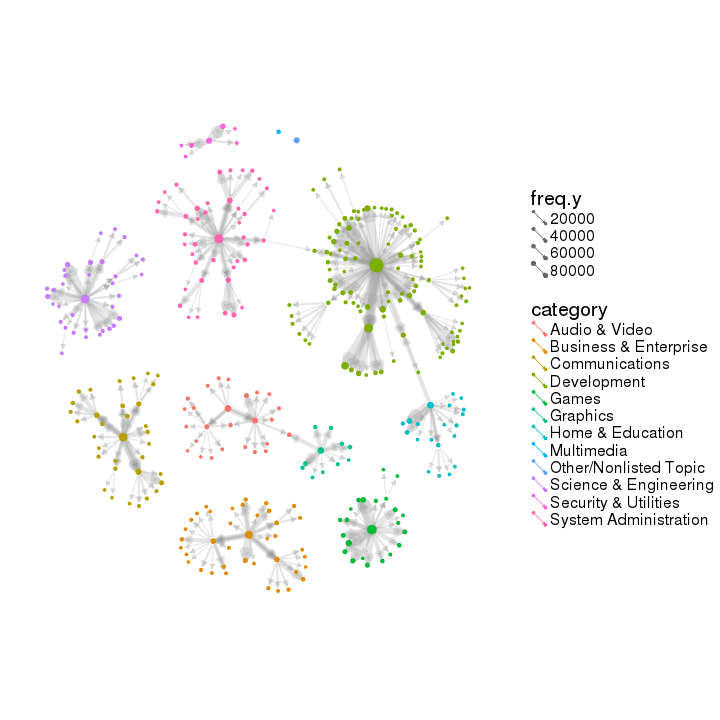 freq.y
20000
40000
60000
80000
category
Audio & Video
Business & Enterprise
Communications
Development
Games
Graphics
Home & Education
Multimedia
Other/Nonlisted Topic
Science & Engineering
Security & Utilities
System Administration